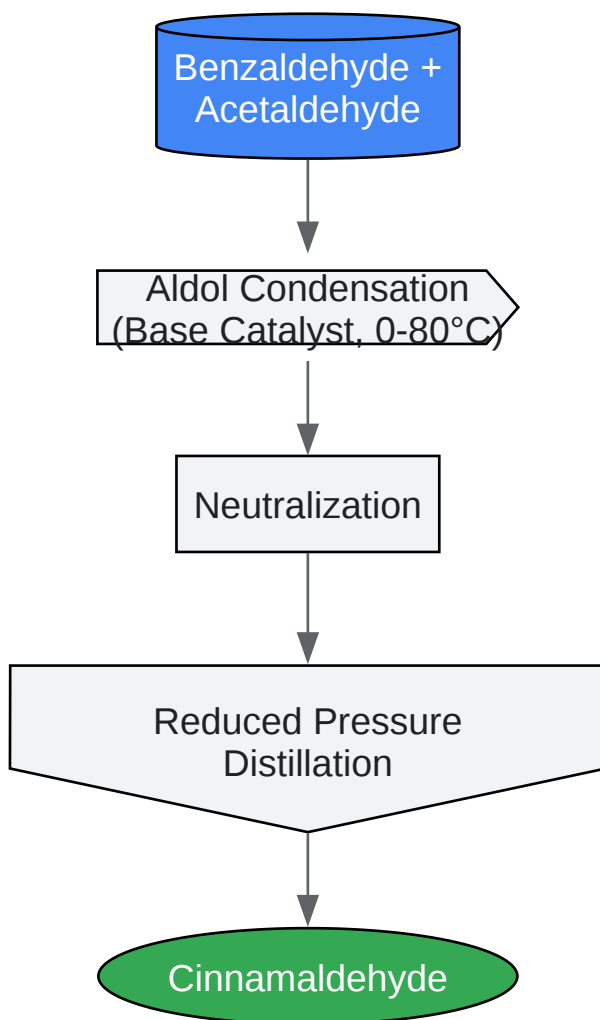 Benzaldehyde +
Acetaldehyde
Aldol Condensation
(Base Catalyst, 0-80°C)
Neutralization
Reduced Pressure
Distillation
Cinnamaldehyde